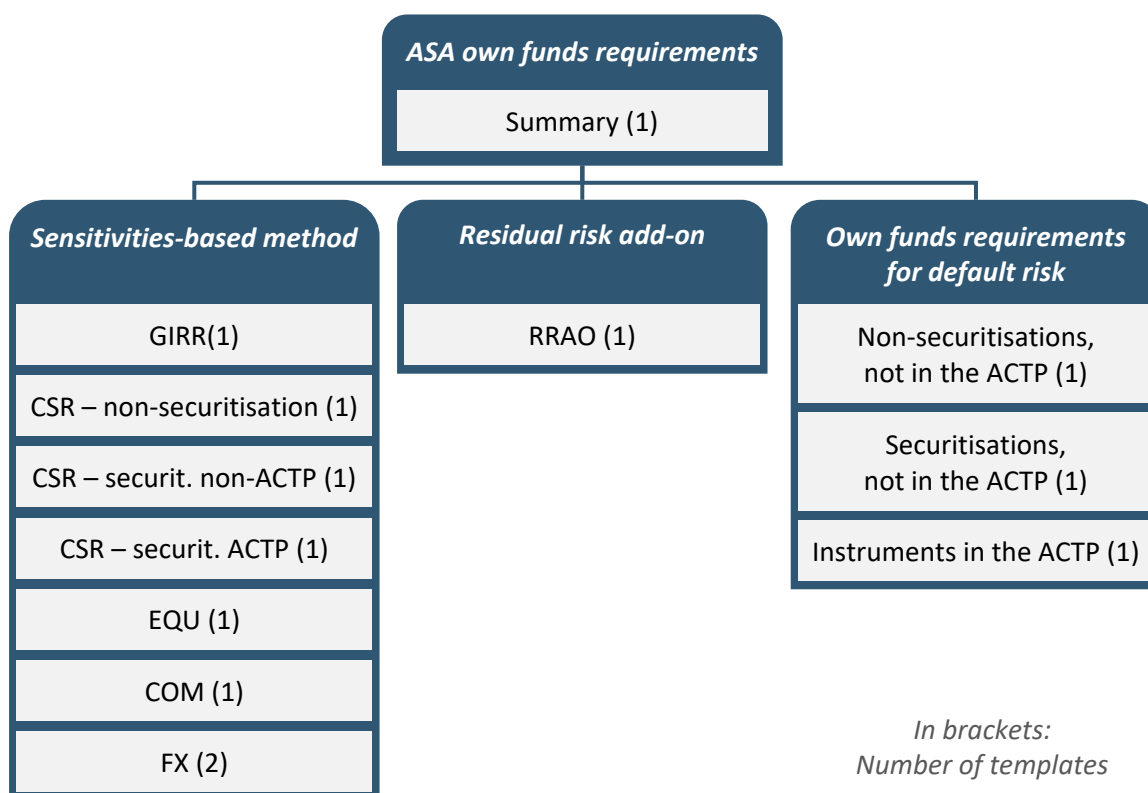 ASA own funds requirements
Summary (1)
Sensitivities-based method
GIRR(1)
CSR – non-securitisation (1)
CSR – securit. non-ACTP (1)
CSR – securit. ACTP (1)
EQU (1)
COM (1)
FX (2)
Residual risk add-on
RRAO (1)
Own funds requirements
for default risk
Non-securitisations,
not in the ACTP (1)
Securitisations,
not in the ACTP (1)
Instruments in the ACTP (1)
In brackets:
Number of templates